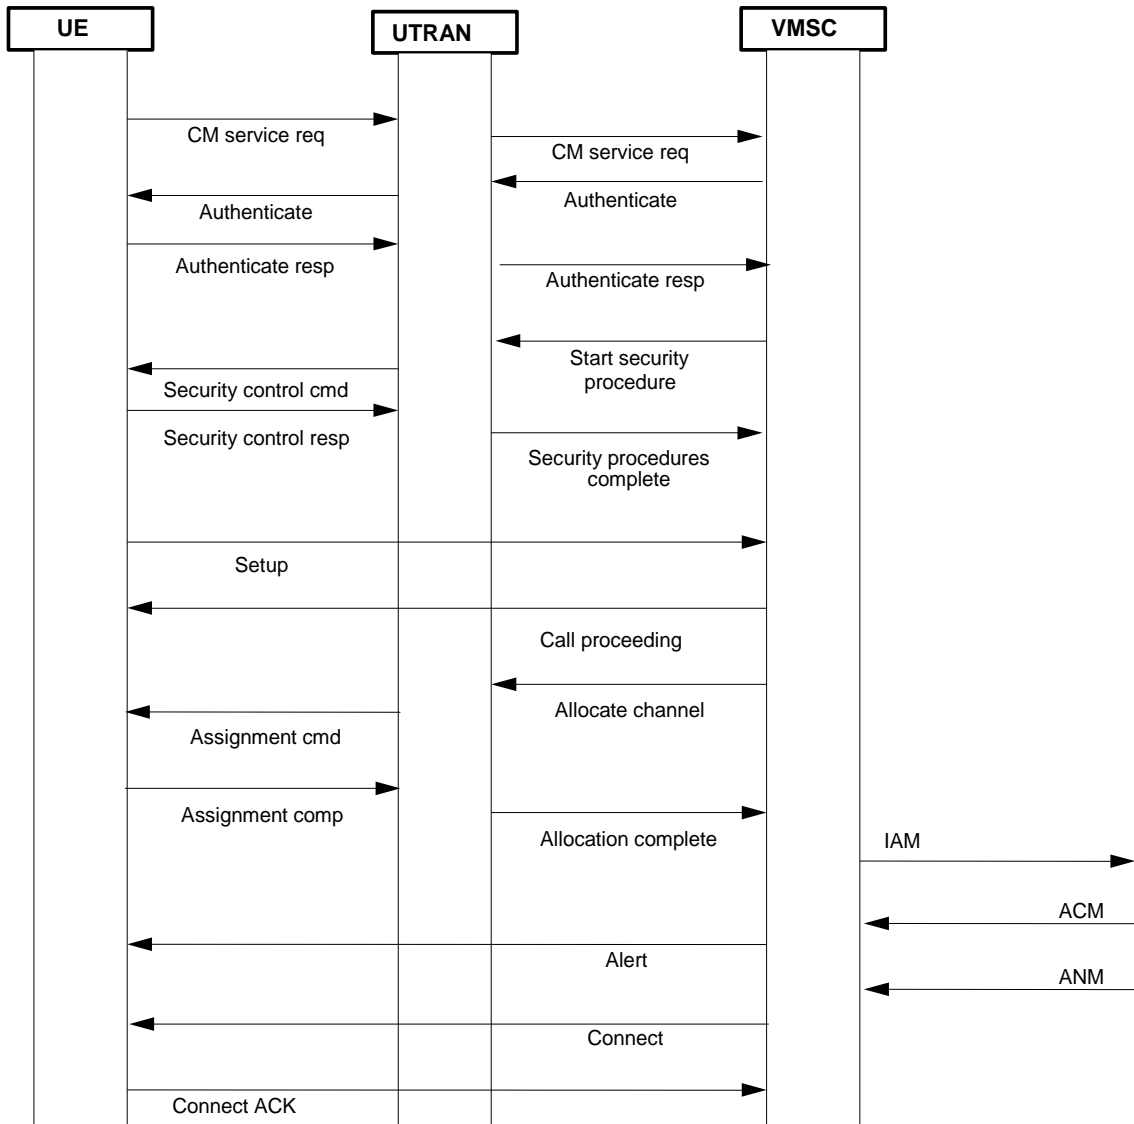 UE
UTRAN
VMSC
CM service req
CM service req
Authenticate
Authenticate
Authenticate resp
Authenticate resp
Start security
procedure
Security control cmd
Security control resp
Security procedures
complete
Setup
Call proceeding
Allocate channel
Assignment cmd
Assignment comp
Allocation complete
IAM
ACM
Alert
ANM
Connect
Connect ACK